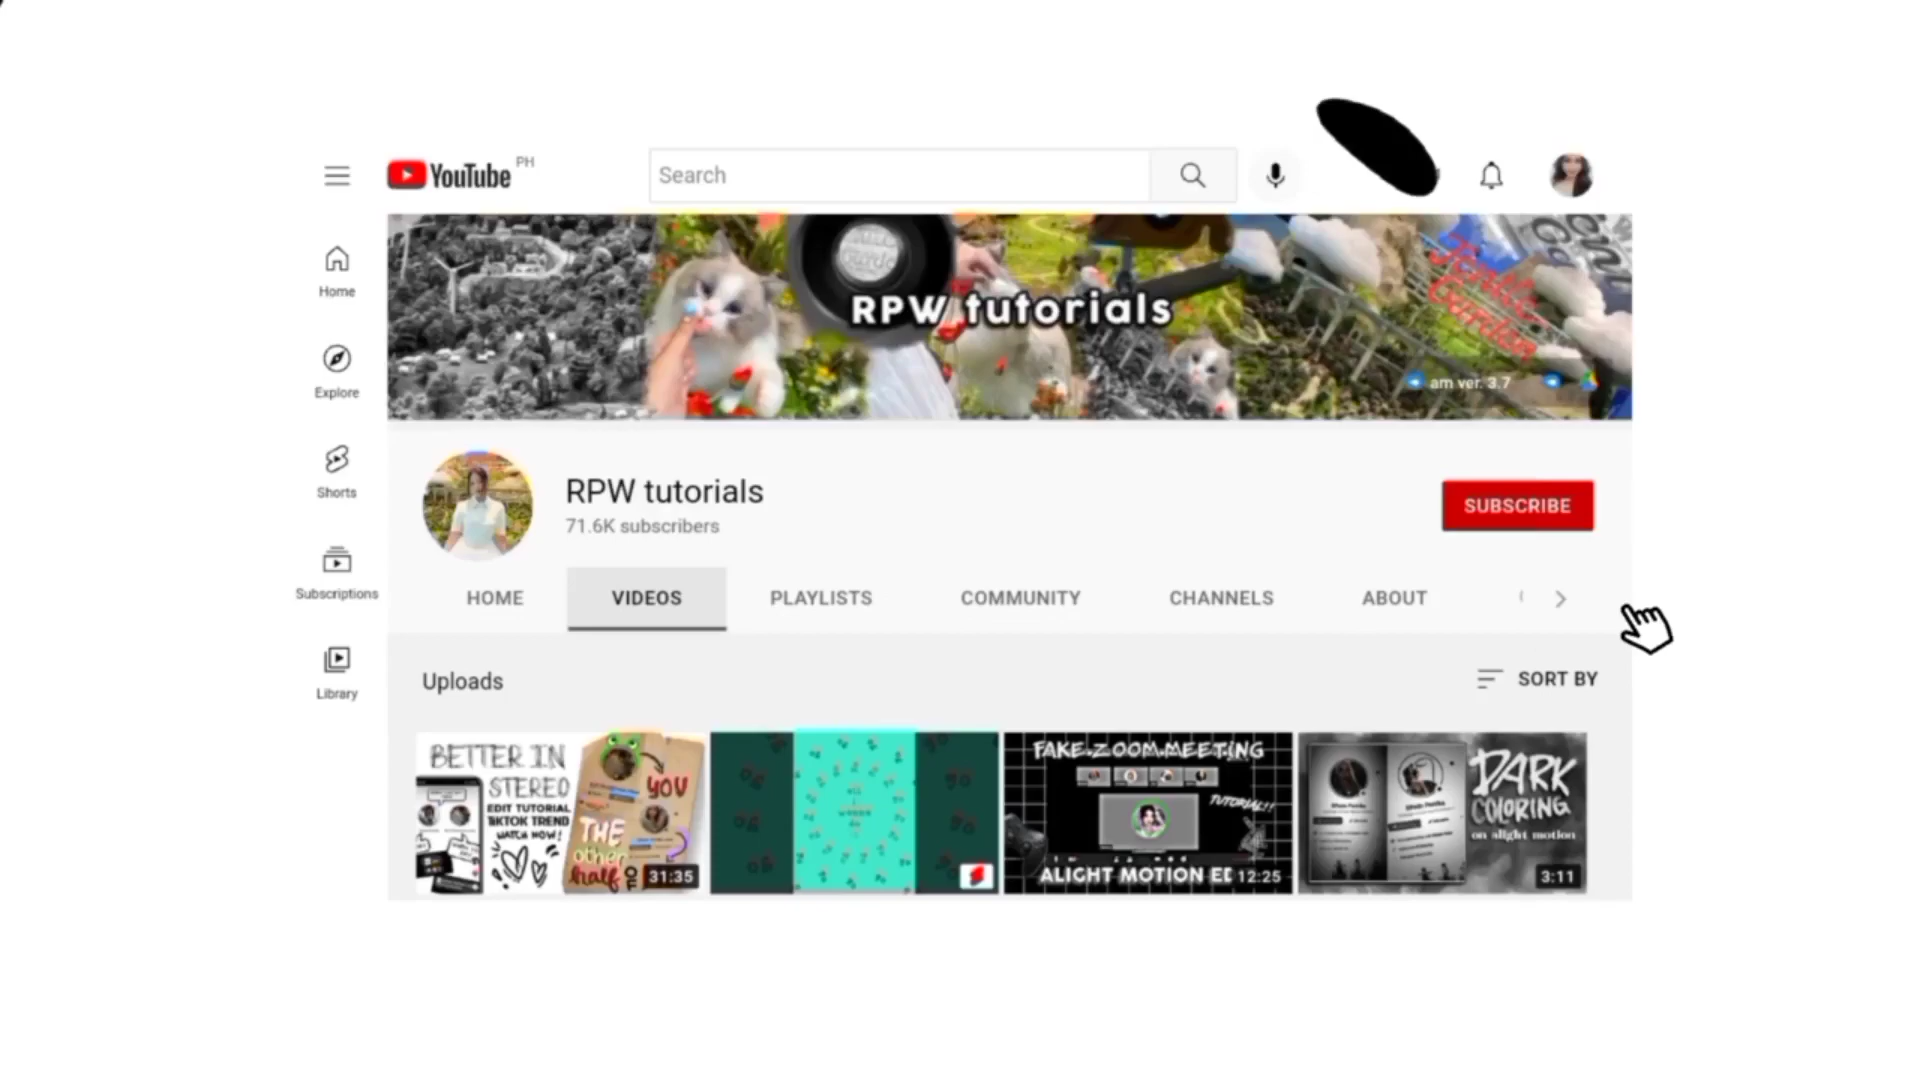 YouTube PH
Search
Home
Explore
Shorts
Subscriptions
Library
RPW tutorials
am ver. 3.7
RPW tutorials
71.6K subscribers
SUBSCRIBE
HOME
VIDEOS
PLAYLISTS
COMMUNITY
CHANNELS
ABOUT
Uploads
SORT BY
BETTER IN
STEREO
EDIT TUTORIAL
TIKTOK TREND
WATCH NOW!
YOU
THE
other
half
OF
31:35
FAKE ZOOM MEETING
TUTORIAL!!
ALIGHT MOTION ED
12:25
DARK
COLORING
on alight motion
3:11